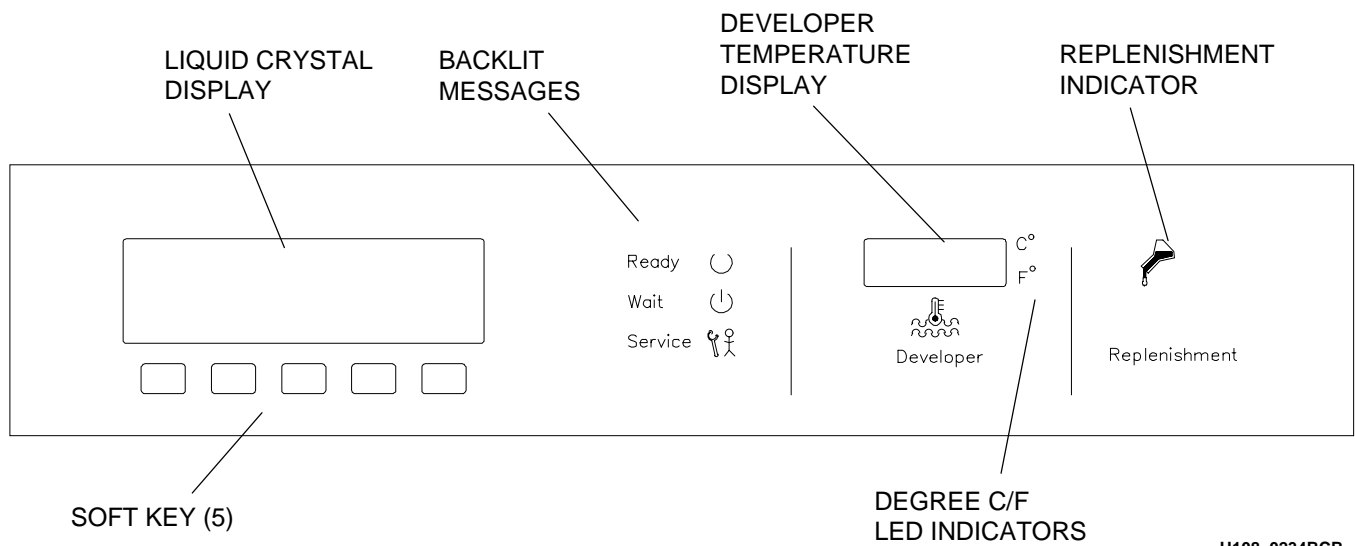 DEVELOPER
TEMPERATURE
DISPLAY
LIQUID CRYSTAL
DISPLAY
BACKLIT
MESSAGES
REPLENISHMENT
INDICATOR
Ready
Wait
Service
C°
F°
Developer
Replenishment
SOFT KEY (5)
DEGREE C/F
LED INDICATORS